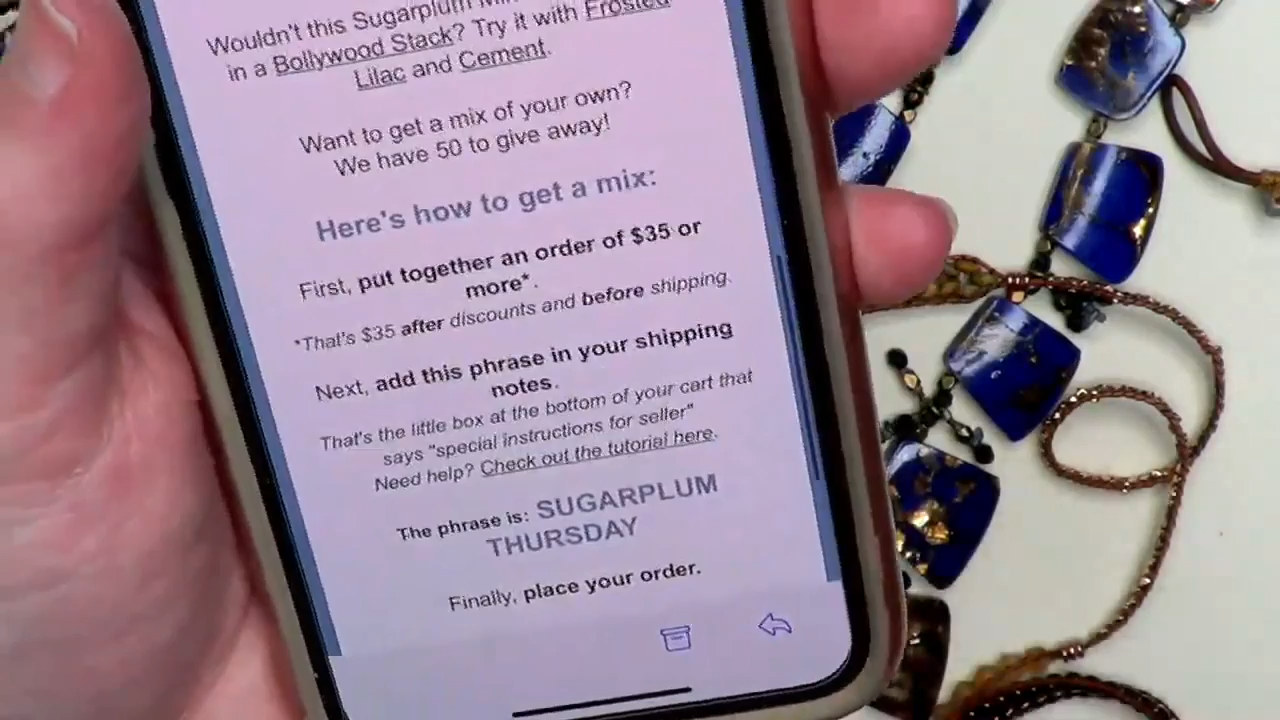 Wouldn't this Sugarplum
in a Bollywood Stack? Try it with Frosted
Lilac and Cement.
Want to get a mix of your own?
We have 50 to give away!
Here's how to get a mix:
First, put together an order of $35 or
more*.
*That's $35 after discounts and before shipping.
Next, add this phrase in your shipping
notes.
That's the little box at the bottom of your cart that
says "special instructions for seller"
Need help? Check out the tutorial here.
The phrase is: SUGARPLUM
THURSDAY
Finally, place your order.